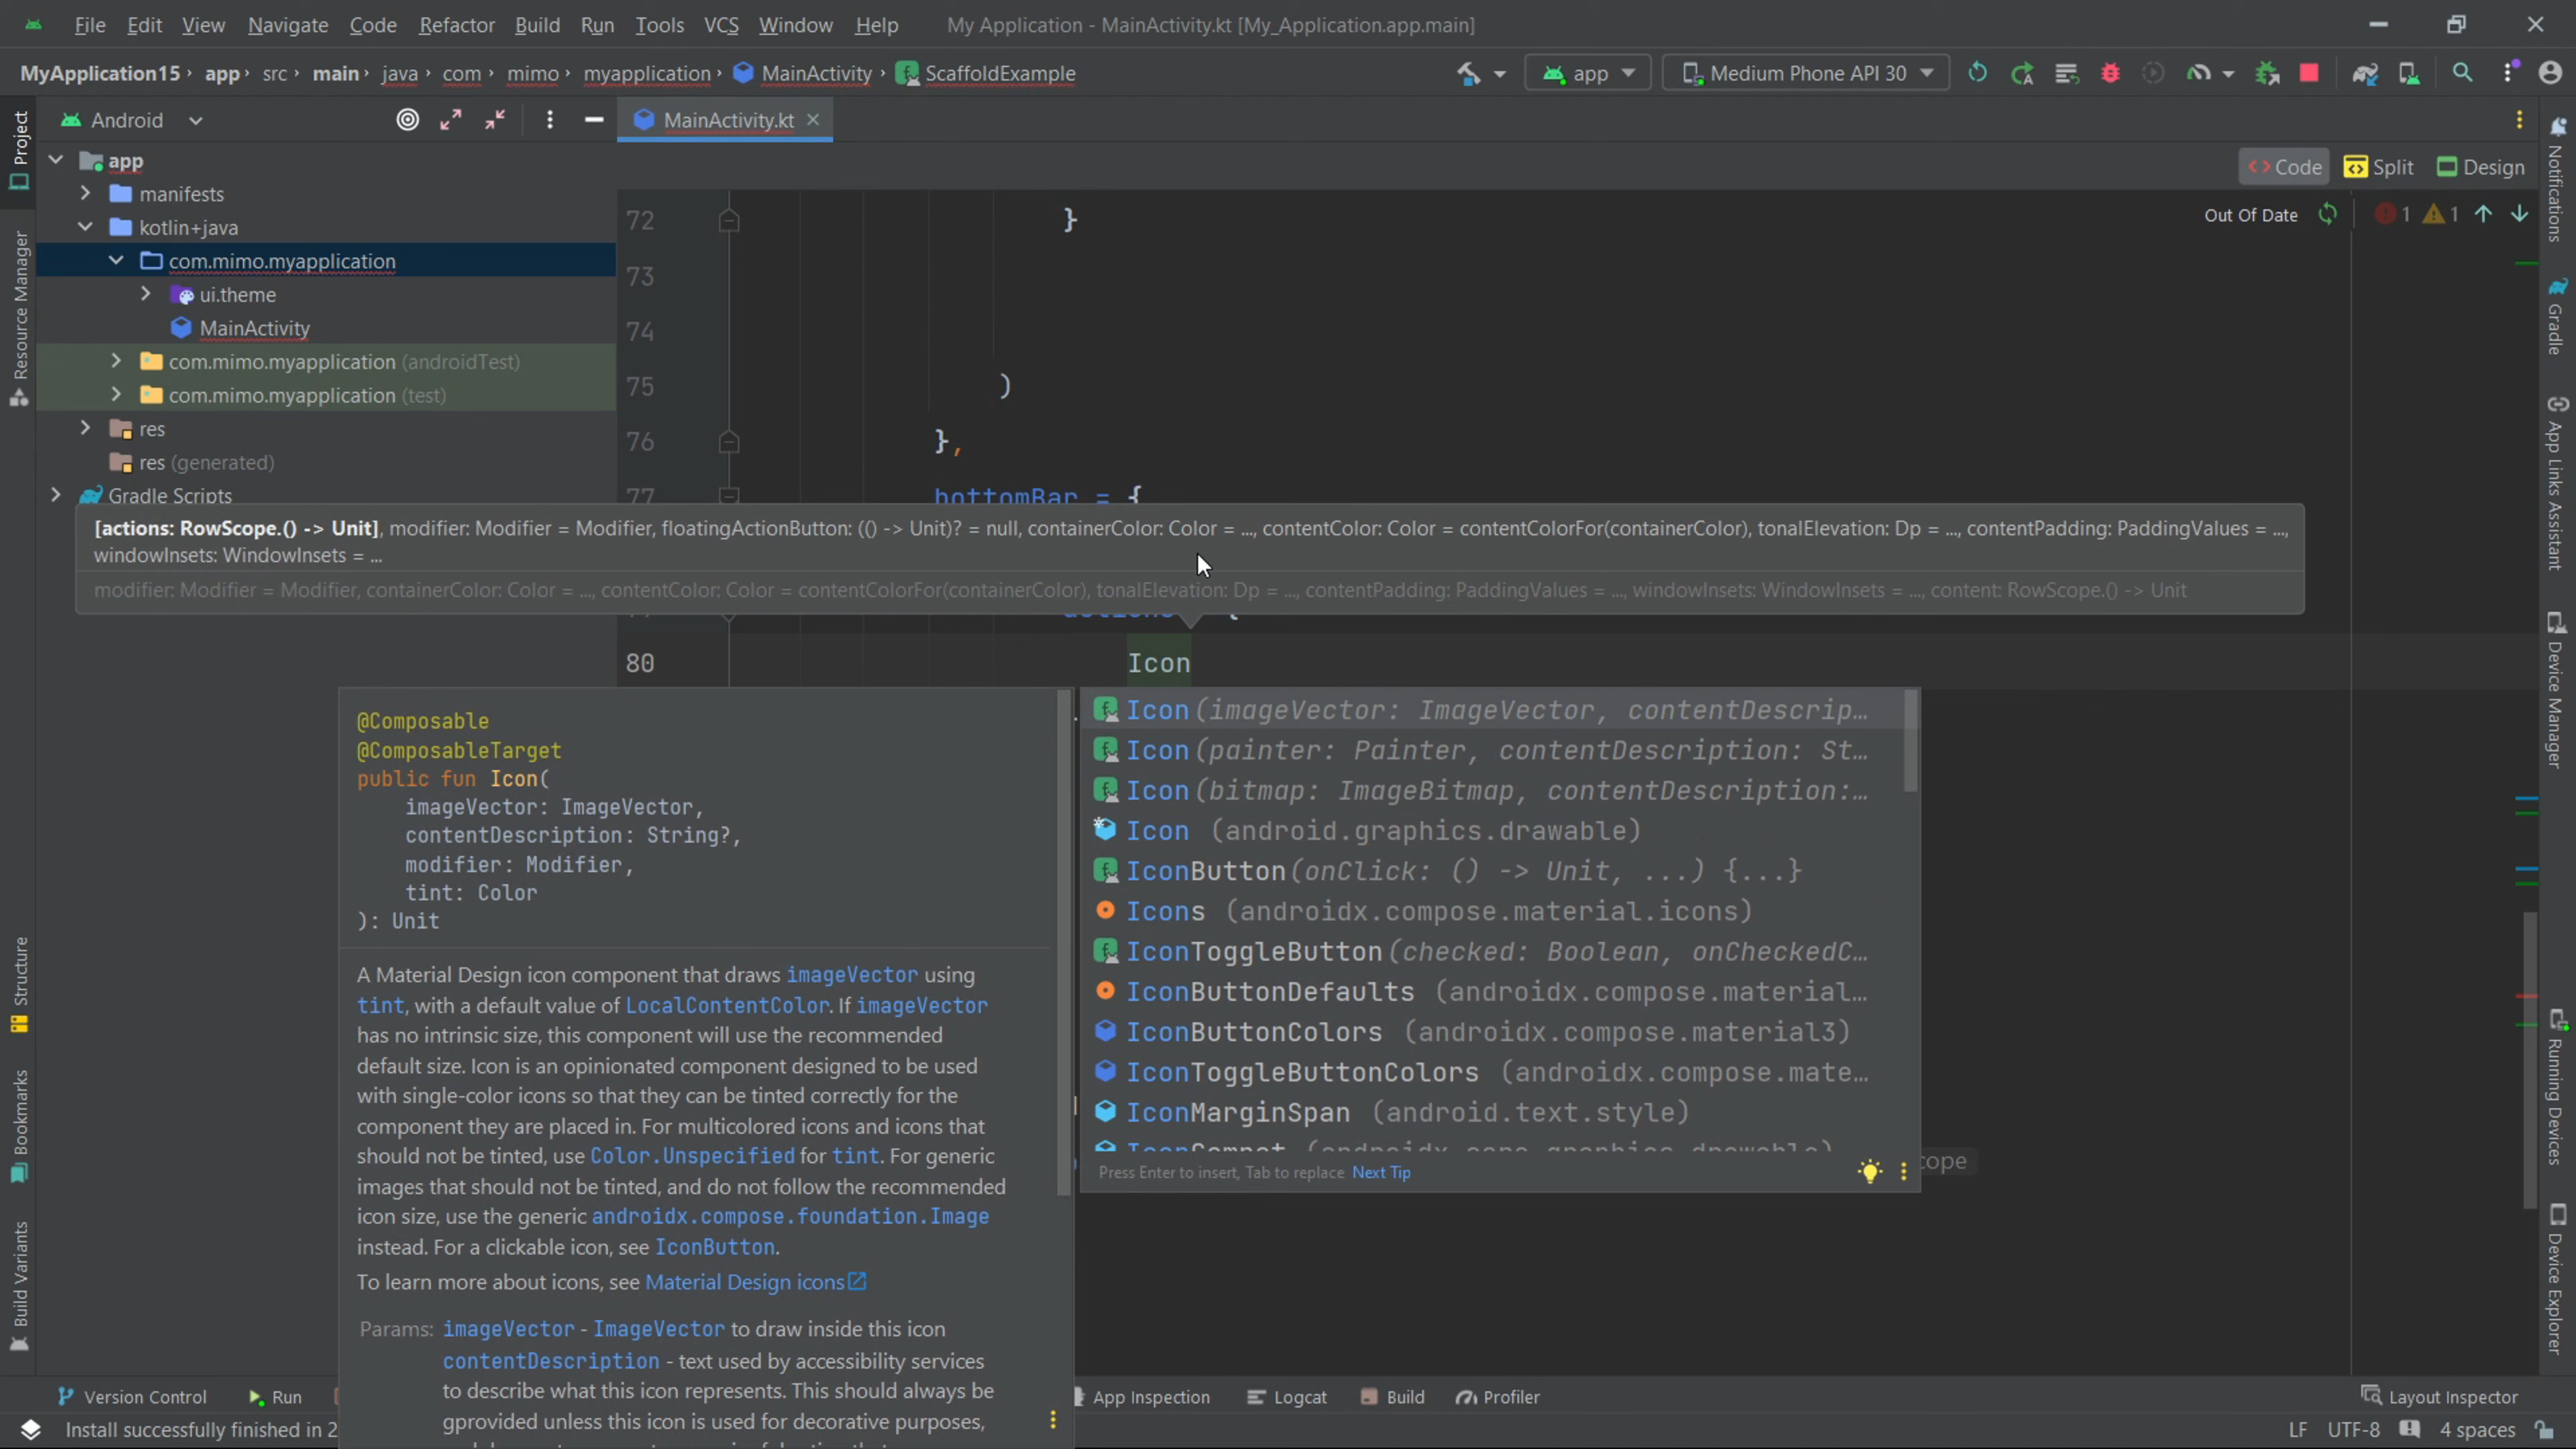 File Edit View Navigate Code Refactor Build Run Tools VCS Window Help My Application - MainActivity.kt [My_Application.app.main]
MyApplication15 app src main java com mimo myapplication MainActivity ScaffoldExample app Medium Phone API 30
Android MainActivity.kt
Code Split Design
Project
Resource Manager
Structure
Bookmarks
Build Variants
app
manifests
kotlin+java
com.mimo.myapplication
ui.theme
MainActivity
com.mimo.myapplication (androidTest)
com.mimo.myapplication (test)
res
res (generated)
Gradle Scripts
Out Of Date 1 1
72 }
73
74
75 )
76 },
77 bottomBar = {
[actions: RowScope.() -> Unit], modifier: Modifier = Modifier, floatingActionButton: (() -> Unit)? = null, containerColor: Color = ..., contentColor: Color = contentColorFor(containerColor), tonalElevation: Dp = ..., contentPadding: PaddingValues = ...,
windowInsets: WindowInsets = ...
modifier: Modifier = Modifier, containerColor: Color = ..., contentColor: Color = contentColorFor(containerColor), tonalElevation: Dp = ..., contentPadding: PaddingValues = ..., windowInsets: WindowInsets = ..., content: RowScope.() -> Unit
80 Icon
@Composable
@ComposableTarget
public fun Icon(
imageVector: ImageVector,
contentDescription: String?,
modifier: Modifier,
tint: Color
): Unit
A Material Design icon component that draws imageVector using
tint, with a default value of LocalContentColor. If imageVector
has no intrinsic size, this component will use the recommended
default size. Icon is an opinionated component designed to be used
with single-color icons so that they can be tinted correctly for the
component they are placed in. For multicolored icons and icons that
should not be tinted, use Color.Unspecified for tint. For generic
images that should not be tinted, and do not follow the recommended
icon size, use the generic androidx.compose.foundation.Image
instead. For a clickable icon, see IconButton.
To learn more about icons, see Material Design icons
Params: imageVector - ImageVector to draw inside this icon
contentDescription - text used by accessibility services
to describe what this icon represents. This should always be
gprovided unless this icon is used for decorative purposes,
Icon(imageVector: ImageVector, contentDescrip...
Icon(painter: Painter, contentDescription: St...
Icon(bitmap: ImageBitmap, contentDescription:...
Icon (android.graphics.drawable)
IconButton(onClick: () -> Unit, ...) {...}
Icons (androidx.compose.material.icons)
IconToggleButton(checked: Boolean, onCheckedC...
IconButtonDefaults (androidx.compose.material...
IconButtonColors (androidx.compose.material3)
IconToggleButtonColors (androidx.compose.mate...
IconMarginSpan (android.text.style)
Press Enter to insert, Tab to replace Next Tip
cope
Notifications
Gradle
App Links Assistant
Device Manager
Running Devices
Device Explorer
Version Control Run App Inspection Logcat Build Profiler Layout Inspector
Install successfully finished in 2 LF UTF-8 4 spaces